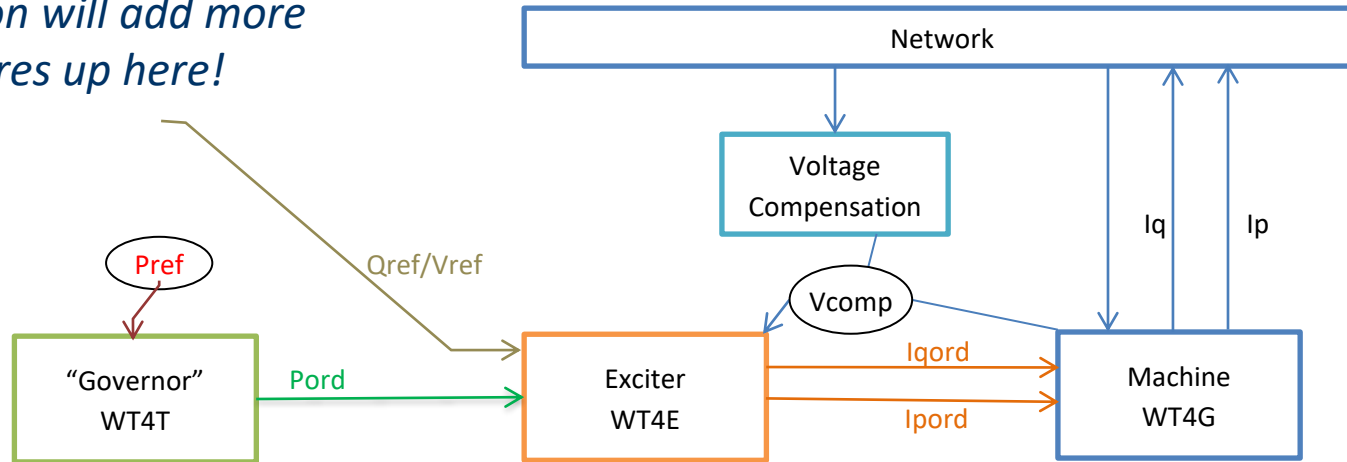 on will add more
res up here!
Network
Voltage
Compensation
Iq
Ip
Pref
Qref/Vref
Vcomp
"Governor"
WT4T
Pord
Exciter
WT4E
Iqord
Ipord
Machine
WT4G